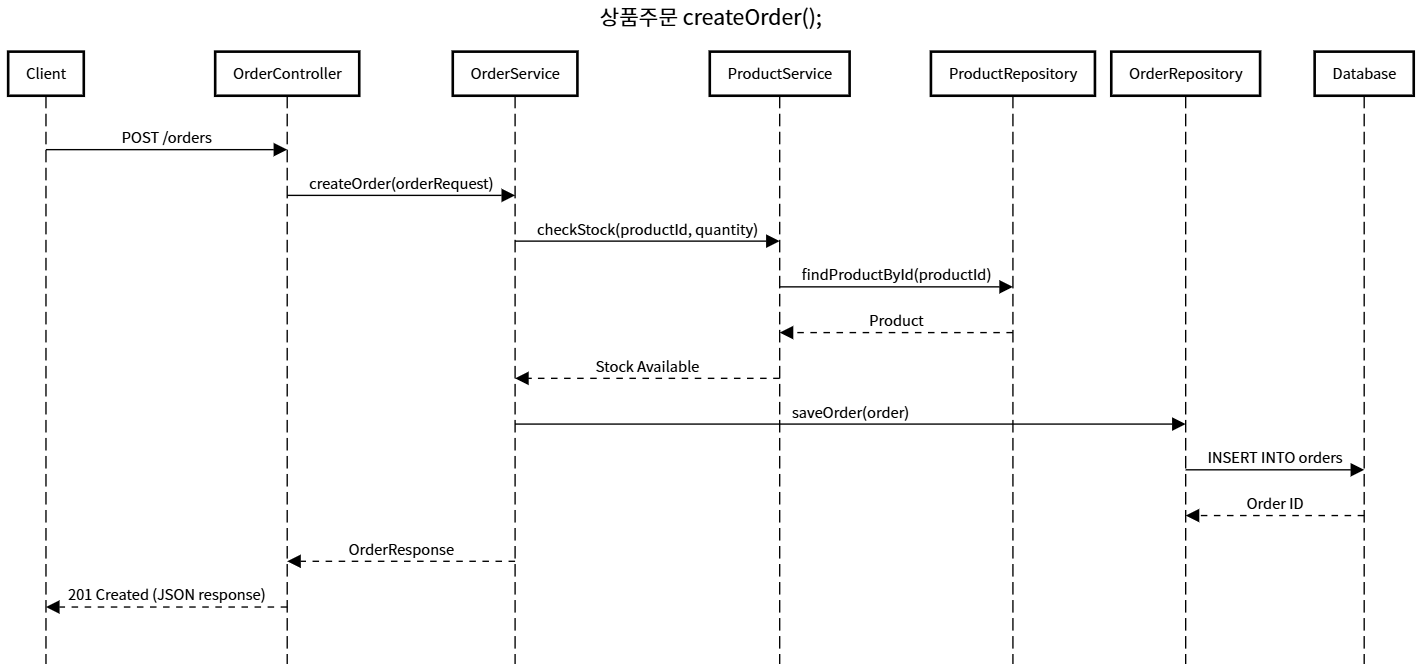 상품주문 createOrder();
Client
OrderController
OrderService
ProductService
ProductRepository
OrderRepository
Database
POST /orders
createOrder(orderRequest)
checkStock(productId, quantity)
findProductById(productId)
Product
Stock Available
saveOrder(order)
INSERT INTO orders
Order ID
OrderResponse
201 Created (JSON response)